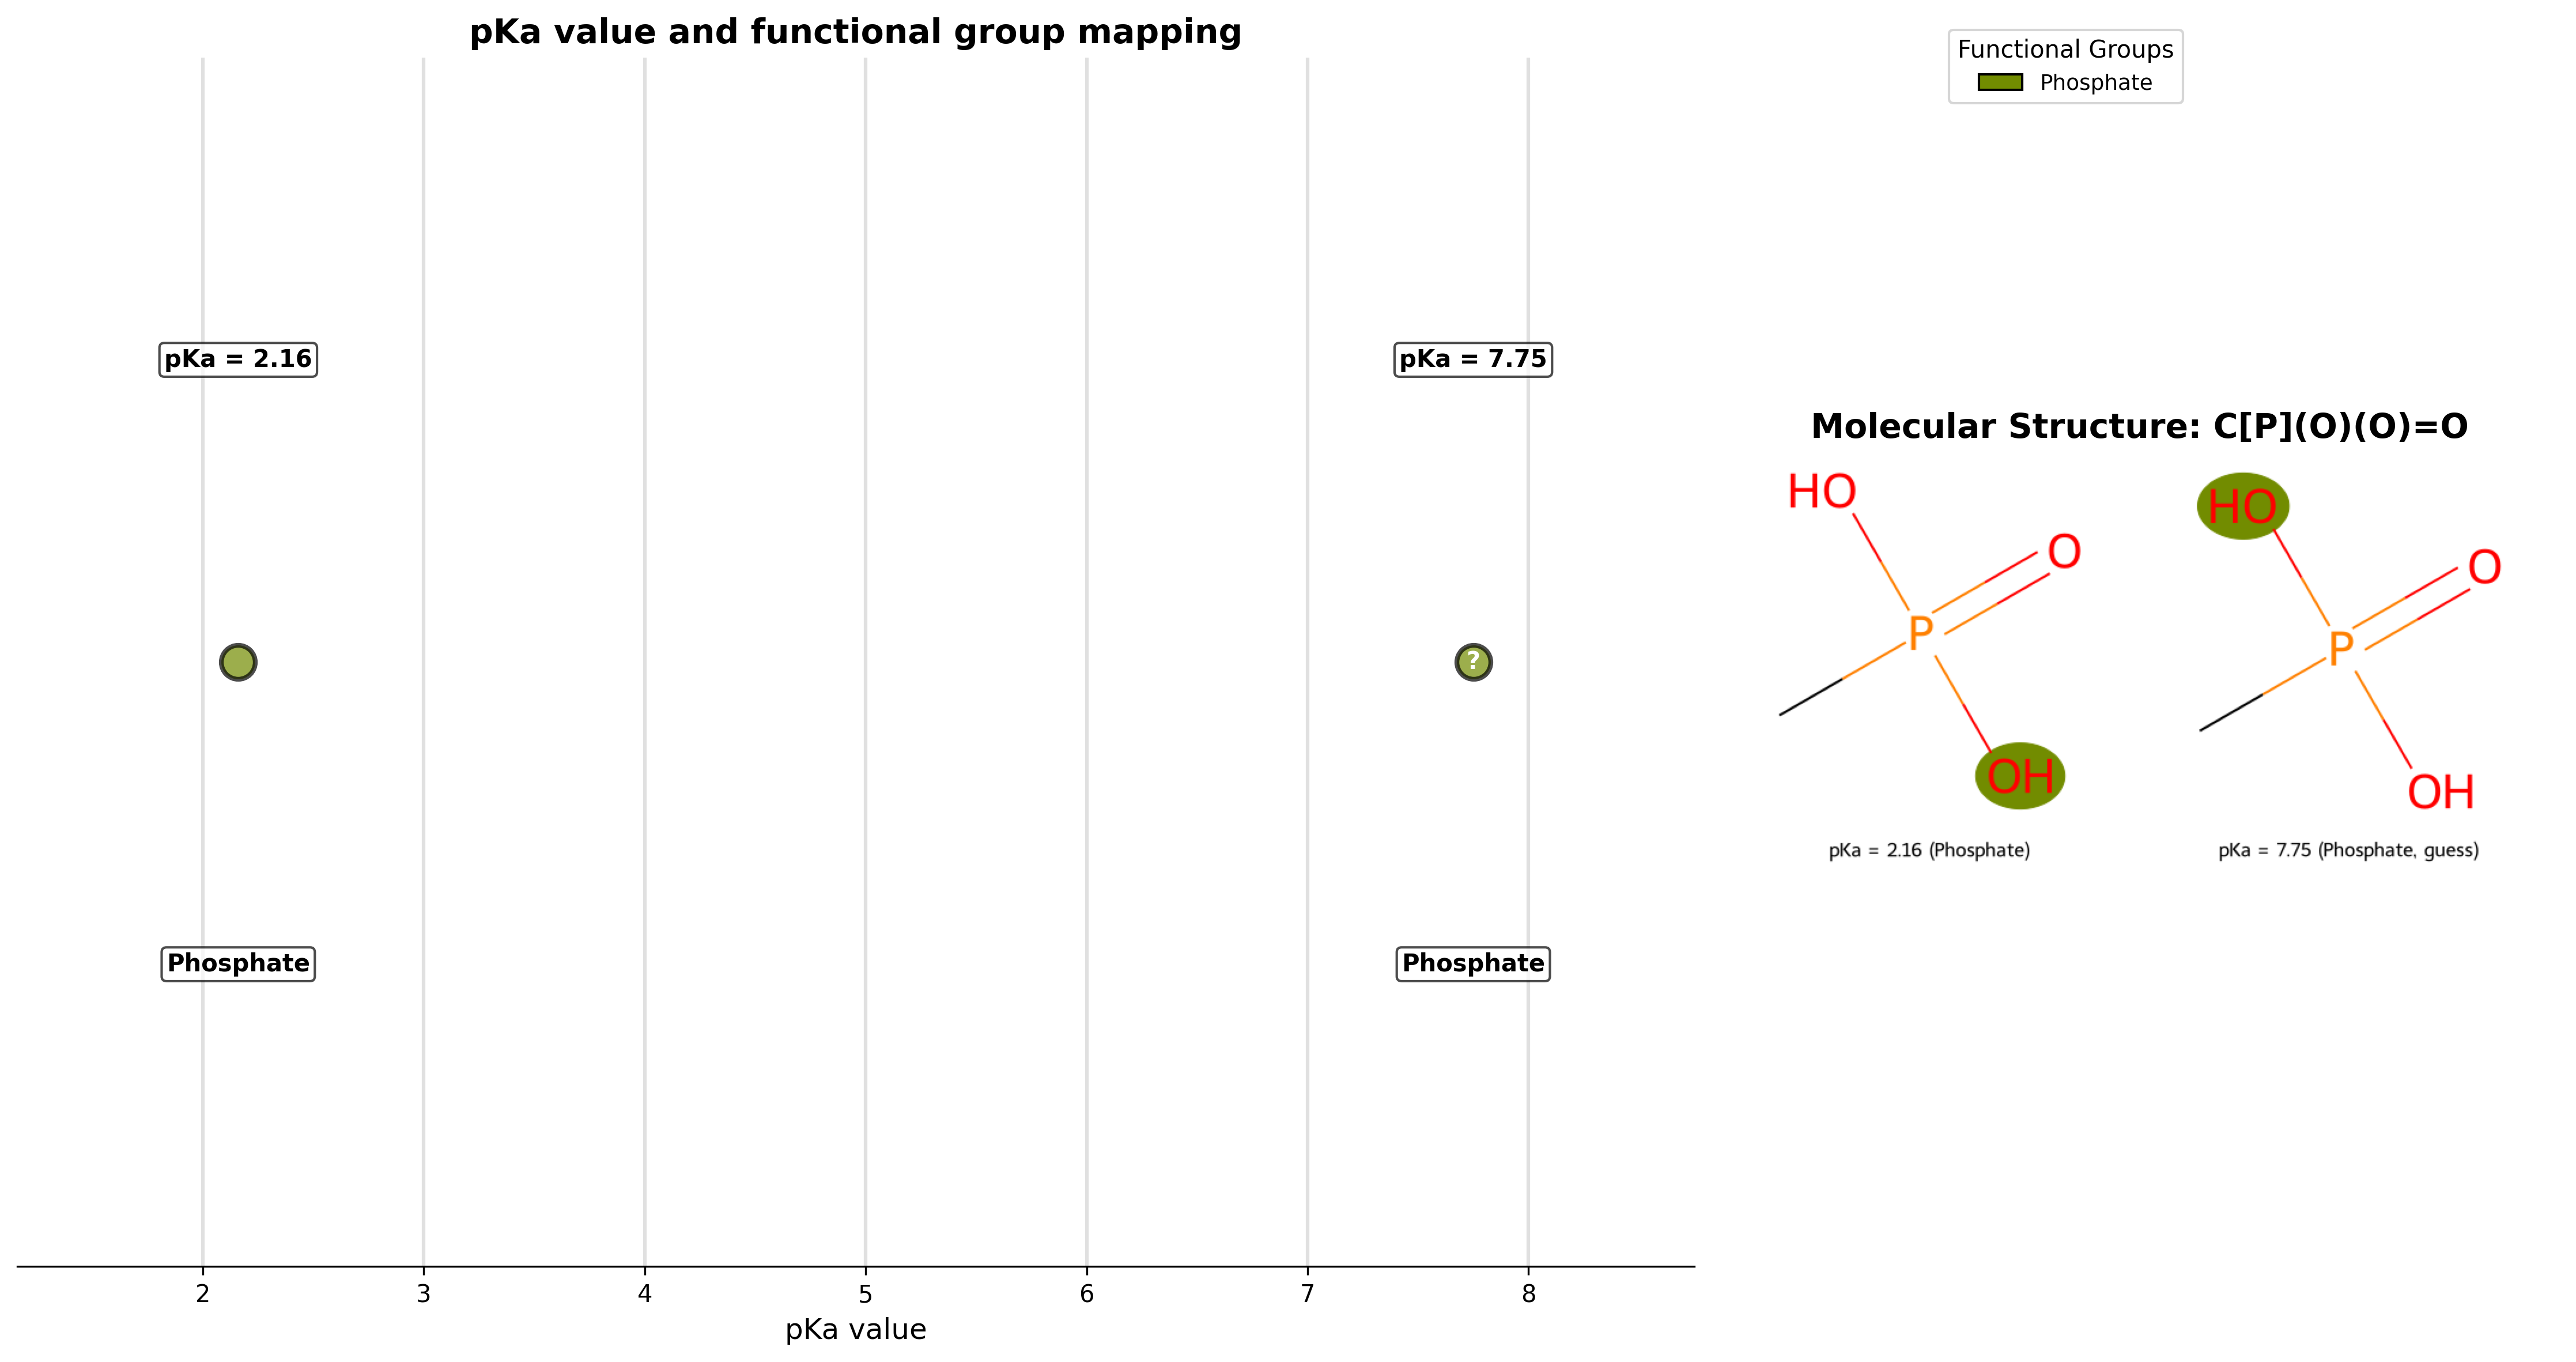 pKa value and functional group mapping
pKa = 2.16
pKa = 7.75
?
Phosphate
Phosphate
2 3 4 5 6 7 8
pKa value
Functional Groups
Phosphate
Molecular Structure: C[P](O)(O)=O
HO
O
P
OH
pKa = 2.16 (Phosphate)
HO
O
P
OH
pKa = 7.75 (Phosphate, guess)